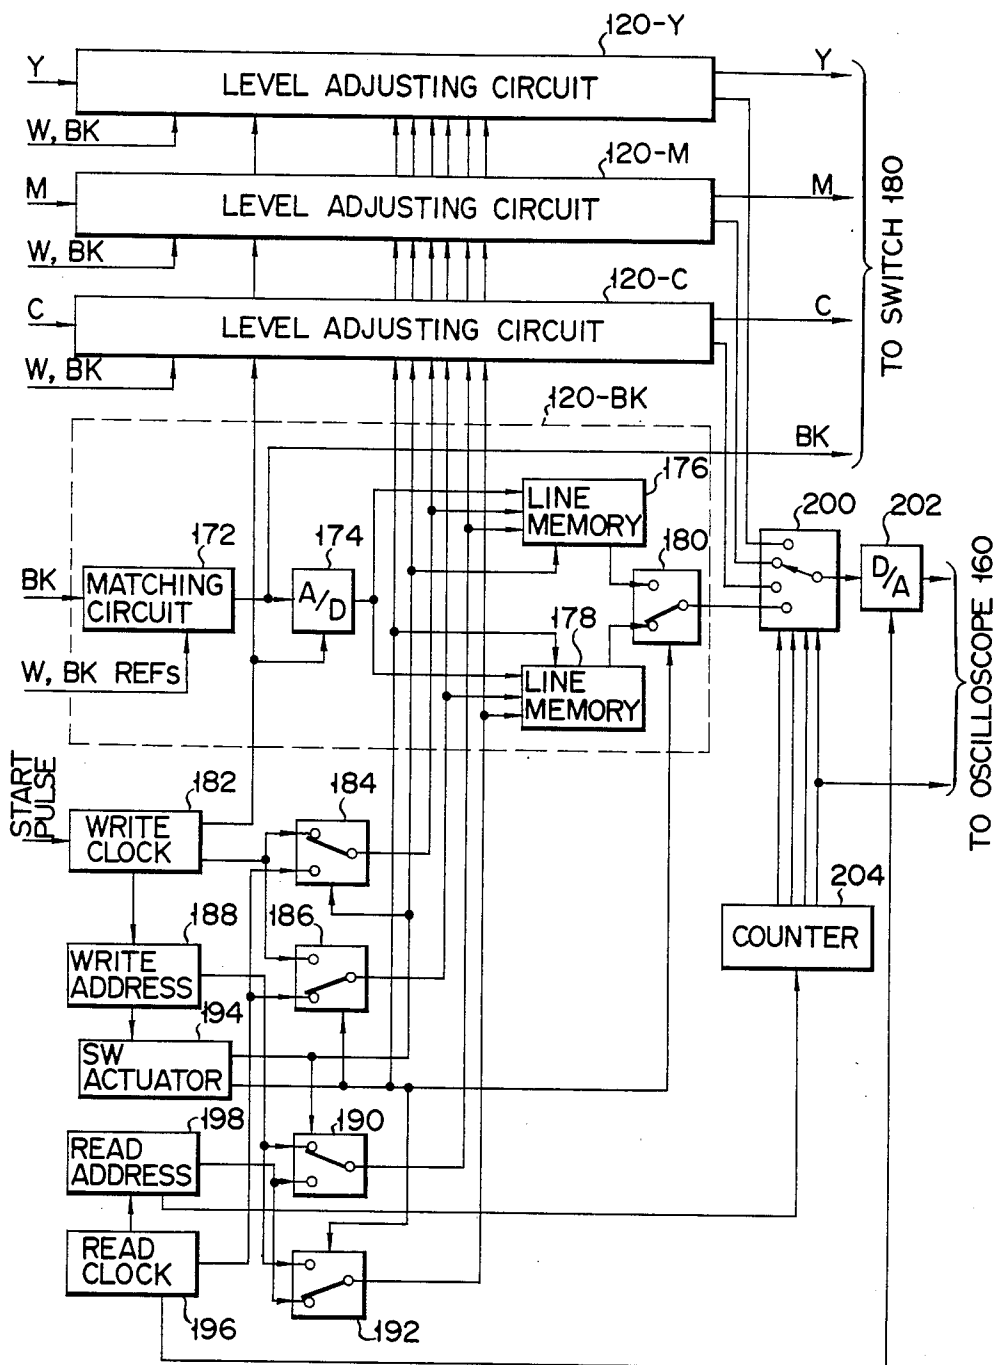 120-Y
Y
LEVEL ADJUSTING CIRCUIT
Y
W, BK
120-M
M
LEVEL ADJUSTING CIRCUIT
M
W, BK
120-C
C
LEVEL ADJUSTING CIRCUIT
C
W, BK
TO SWITCH 180
120-BK
BK
176
LINE
MEMORY
172
174
180
200
202
BK
MATCHING
CIRCUIT
A/D
D/A
178
W, BK REFs
LINE
MEMORY
TO OSCILLOSCOPE 160
START
PULSE
182
WRITE
CLOCK
184
188
186
204
WRITE
ADDRESS
COUNTER
194
SW
ACTUATOR
198
190
READ
ADDRESS
READ
CLOCK
196
192